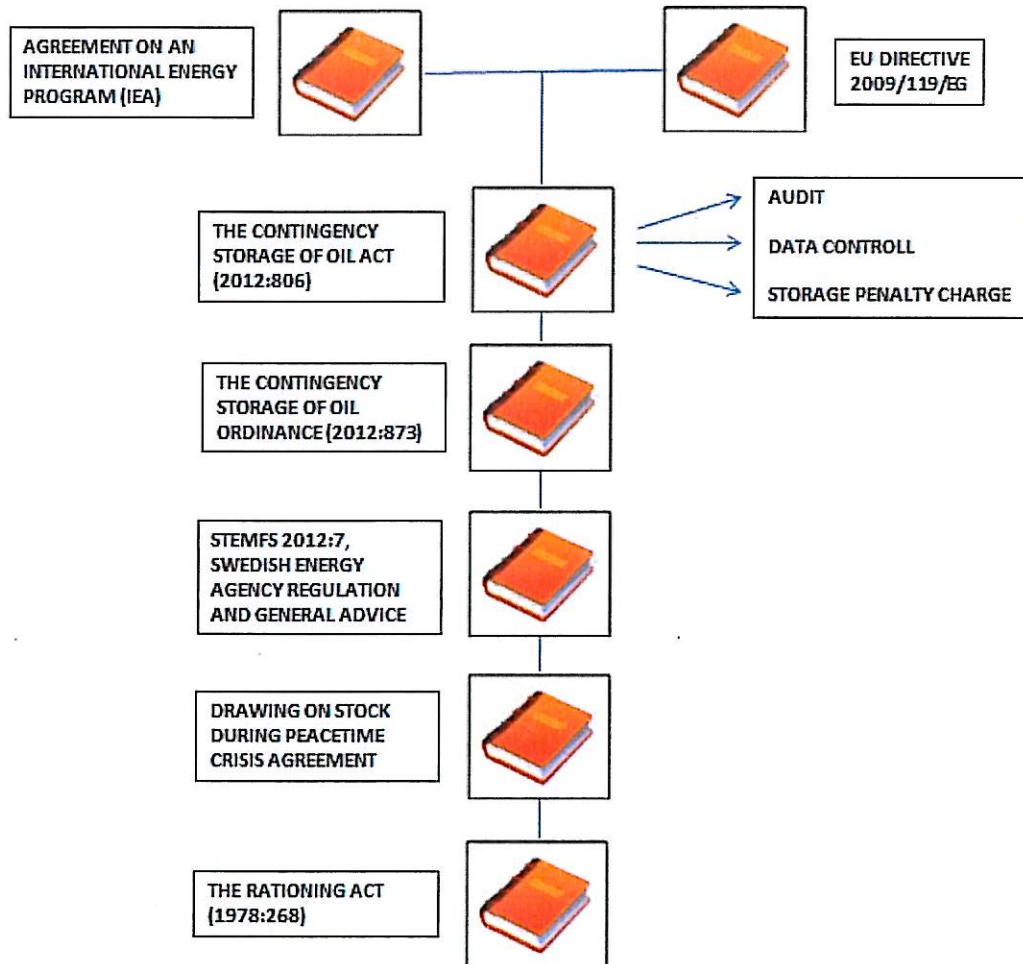 AGREEMENT ON AN
INTERNATIONAL ENERGY
PROGRAM (IEA)
EU DIRECTIVE
2009/119/EG
THE CONTINGENCY
STORAGE OF OIL ACT
(2012:806)
AUDIT
DATA CONTROLL
STORAGE PENALTY CHARGE
THE CONTINGENCY
STORAGE OF OIL
ORDINANCE (2012:873)
STEMFS 2012:7,
SWEDISH ENERGY
AGENCY REGULATION
AND GENERAL ADVICE
DRAWING ON STOCK
DURING PEACETIME
CRISIS AGREEMENT
THE RATIONING ACT
(1978:268)